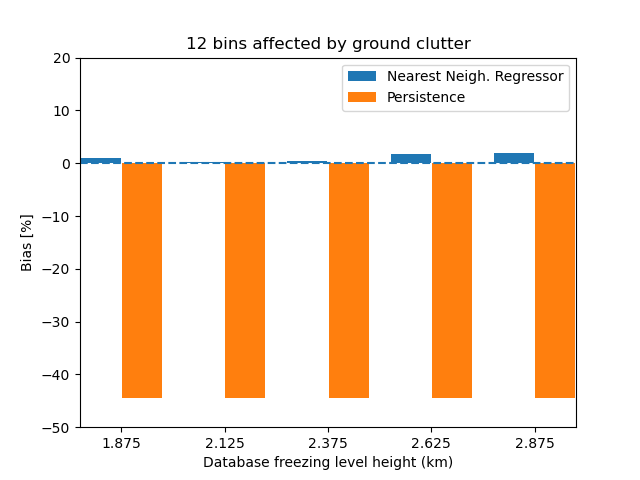 12 bins affected by ground clutter
Nearest Neigh. Regressor
Persistence
20
10
0
−10
−20
−30
−40
−50
Bias [%]
1.875 2.125 2.375 2.625 2.875
Database freezing level height (km)